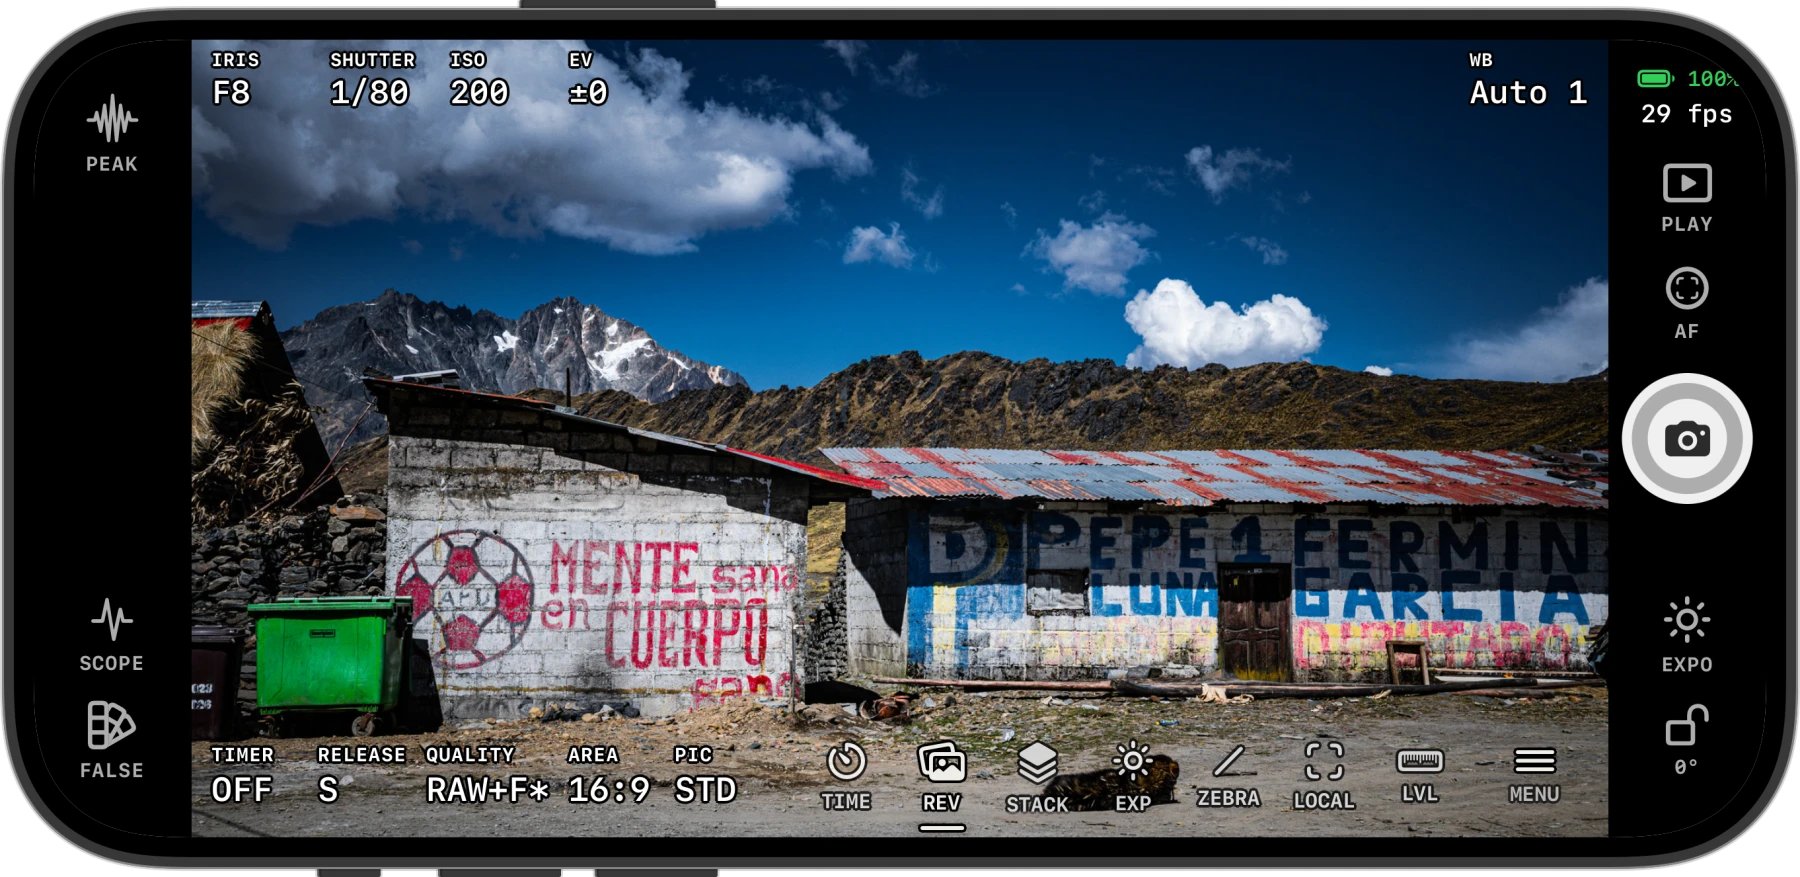 IRIS SHUTTER ISO EV WB
F8 1/80 200 ±0 Auto 1
100%
29 fps
PEAK
PLAY
AF
MENTE sana
en CUERPO
sano
PEPE 1 FERMIN
LUNA GARCIA
DIPUTADO
SCOPE
EXPO
FALSE
0°
TIMER RELEASE QUALITY AREA PIC
OFF S RAW+F* 16:9 STD
TIME REV STACK EXP ZEBRA LOCAL LVL MENU